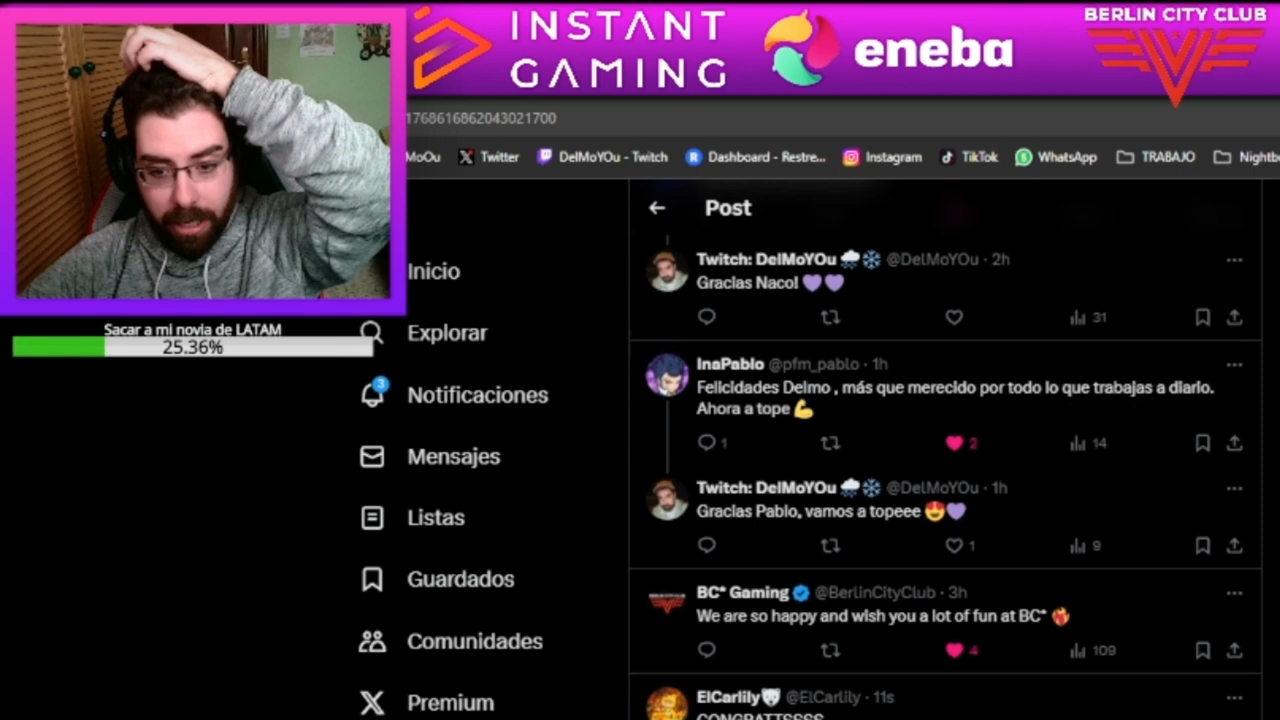 INSTANT
GAMING
eneba
BERLIN CITY CLUB
1768616862043021700
MoOu
Twitter
DelMoYOu - Twitch
Dashboard - Restre...
Instagram
TikTok
WhatsApp
TRABAJO
Nightb
Post
Inicio
Explorar
Notificaciones
3
Mensajes
Listas
Guardados
Comunidades
Premium
Sacar a mi novia de LATAM
25.36%
Twitch: DelMoYOu 🌨️❄️ @DelMoYOu · 2h
Gracias Nacol 💜💜
31
InaPablo @pfm_pablo · 1h
Felicidades Delmo , más que merecido por todo lo que trabajas a diario.
Ahora a tope 💪
1 2 14
Twitch: DelMoYOu 🌨️❄️ @DelMoYOu · 1h
Gracias Pablo, vamos a topeee 😍💜
1 9
BC* Gaming @BerlinCityClub · 3h
We are so happy and wish you a lot of fun at BC* ❤️‍🔥
4 109
ElCarlily @ElCarlily · 11s
CONGRATTSSSS